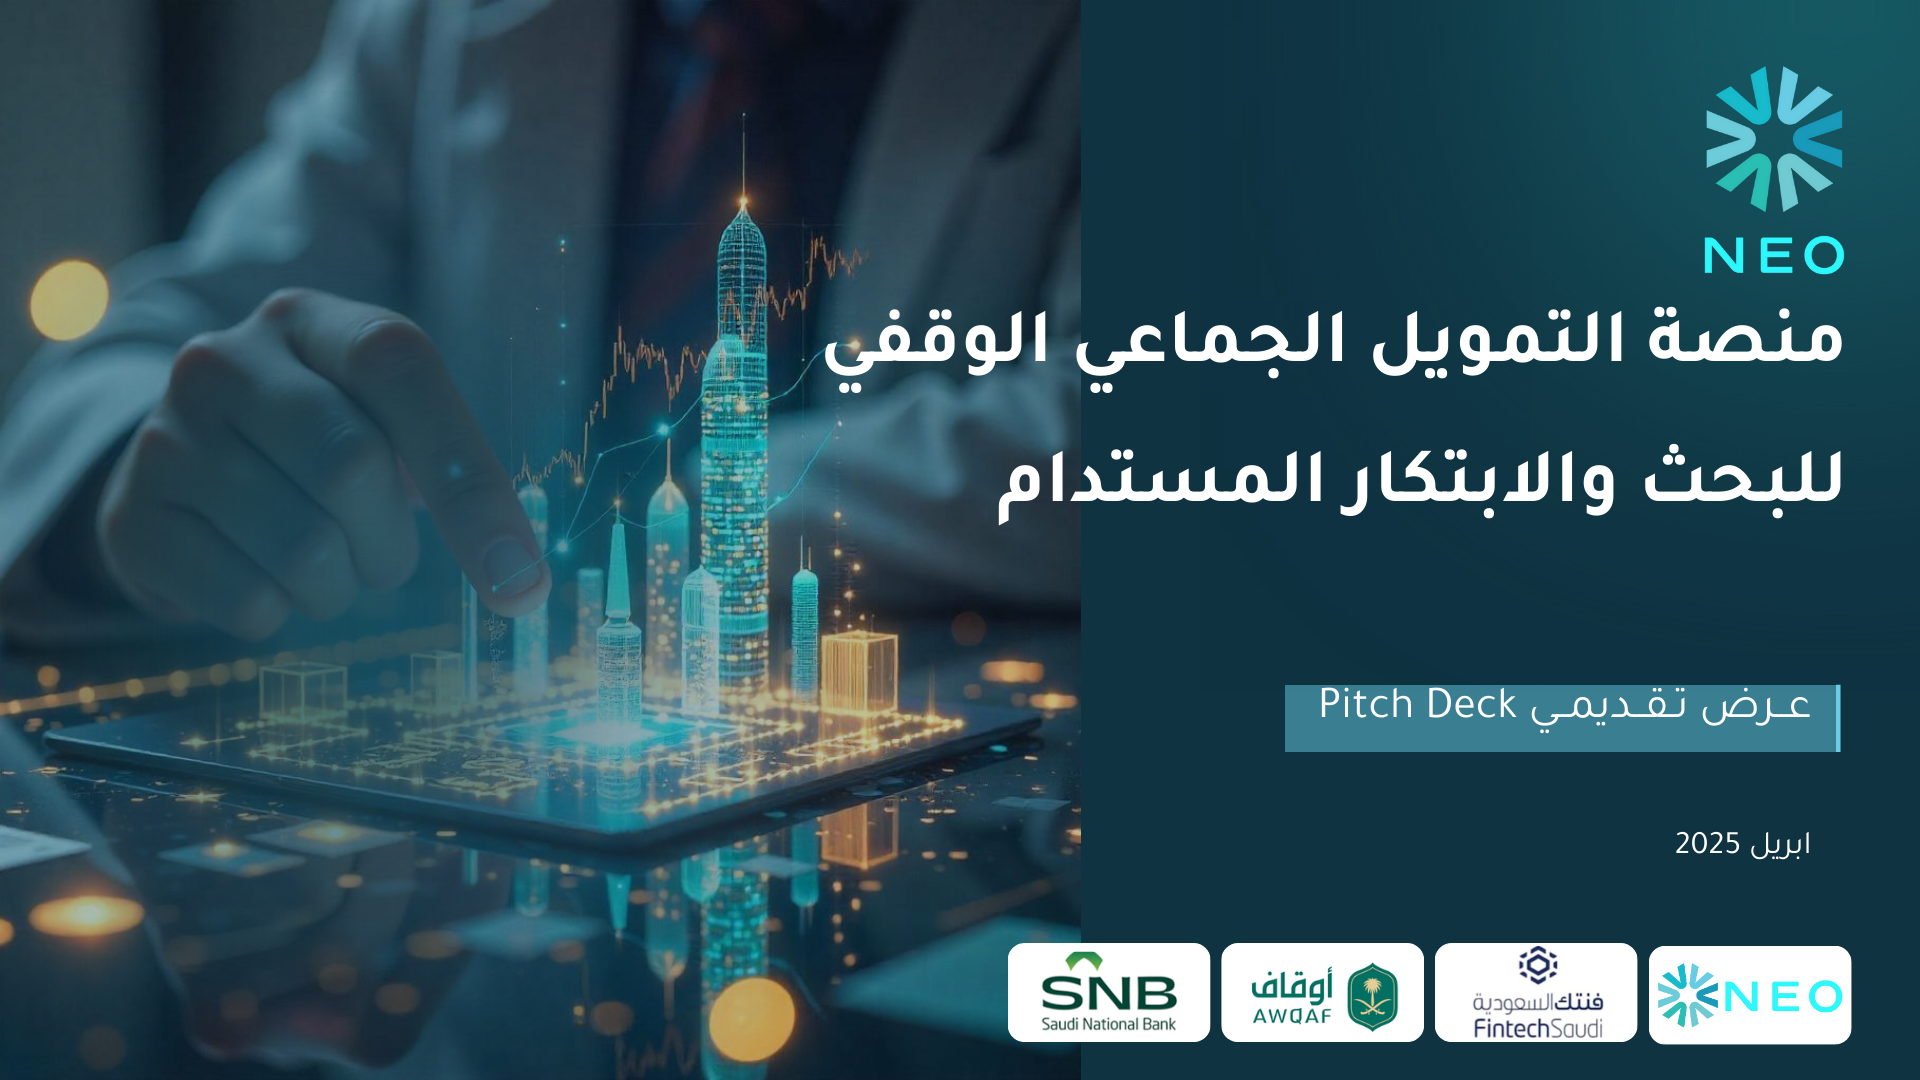 NEO
منصة التمويل الجماعي الوقفي
للبحث والابتكار المستدام
عـرض تـقـديمـي Pitch Deck
ابريل 2025
NEO
فنتك السعودية
FintechSaudi
أوقاف
AWQAF
SNB
Saudi National Bank